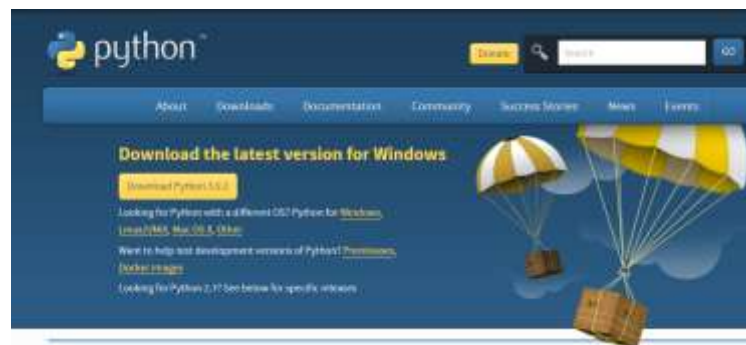 python™
Donate
Search
GO
About Downloads Documentation Community Success Stories News Events
Download the latest version for Windows
Download Python
Looking for Python with a different OS? Python for Windows,
Linux/UNIX, Mac OS X, Other
Want to help test development versions of Python? Prereleases,
Docker images
Looking for Python 2.7? See below for specific releases